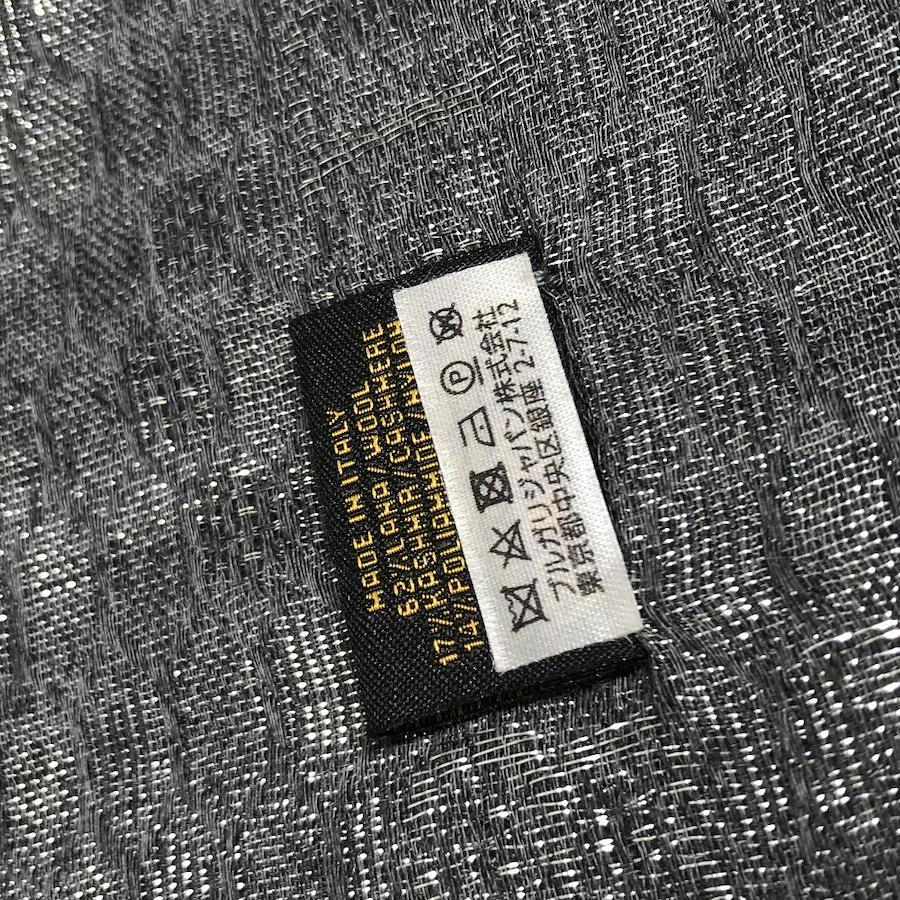 MADE IN ITALY
62%LANA/WOOL
17%KASHMIR/CASHMERE
14%POLIAMMIDE/NYLON
P
ブルガリジャパン株式会社
東京都中央区銀座 2-7-12